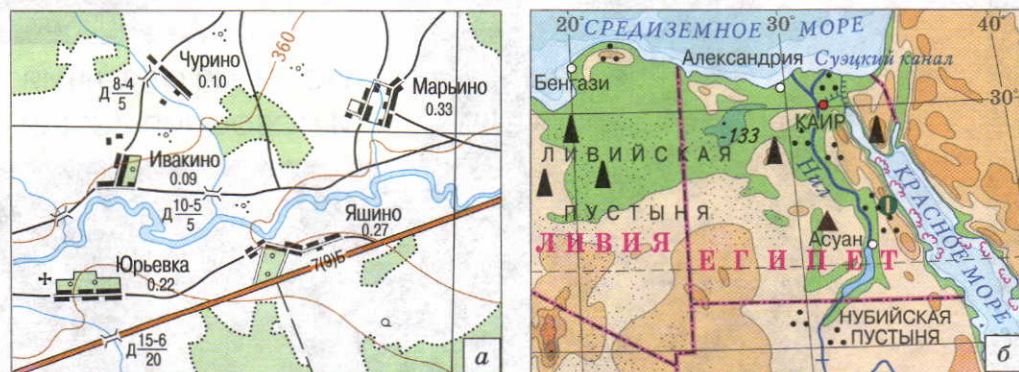 Чурино
0.10
Д 8-4
5
360
Марьино
0.33
Ивакино
0.09
Д 10-5
5
Яшино
0.27
7(9)Б
Юрьевка
0.22
Д 15-6
20
а
20°
30°
40°
СРЕДИЗЕМНОЕ МОРЕ
Александрия
Суэцкий канал
Бенгази
30°
КАИР
-133
ЛИВИЙСКАЯ
ПУСТЫНЯ
Нил
КРАСНОЕ МОРЕ
Асуан
ЛИВИЯ
ЕГИПЕТ
НУБИЙСКАЯ
ПУСТЫНЯ
б